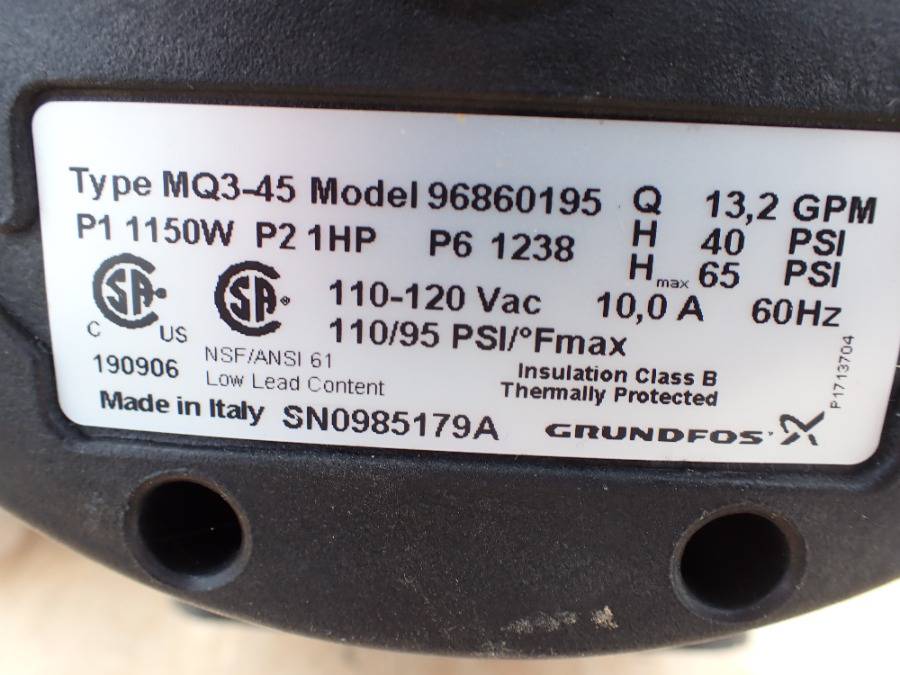 Type MQ3-45 Model 96860195 Q 13,2 GPM
P1 1150W P2 1HP P6 1238 H 40 PSI
Hmax 65 PSI
SA C US
SA ®
110-120 Vac 10,0 A 60Hz
110/95 PSI/°Fmax
190906
NSF/ANSI 61
Low Lead Content
Insulation Class B
Thermally Protected
Made in Italy SN0985179A
GRUNDFOS
P1713704